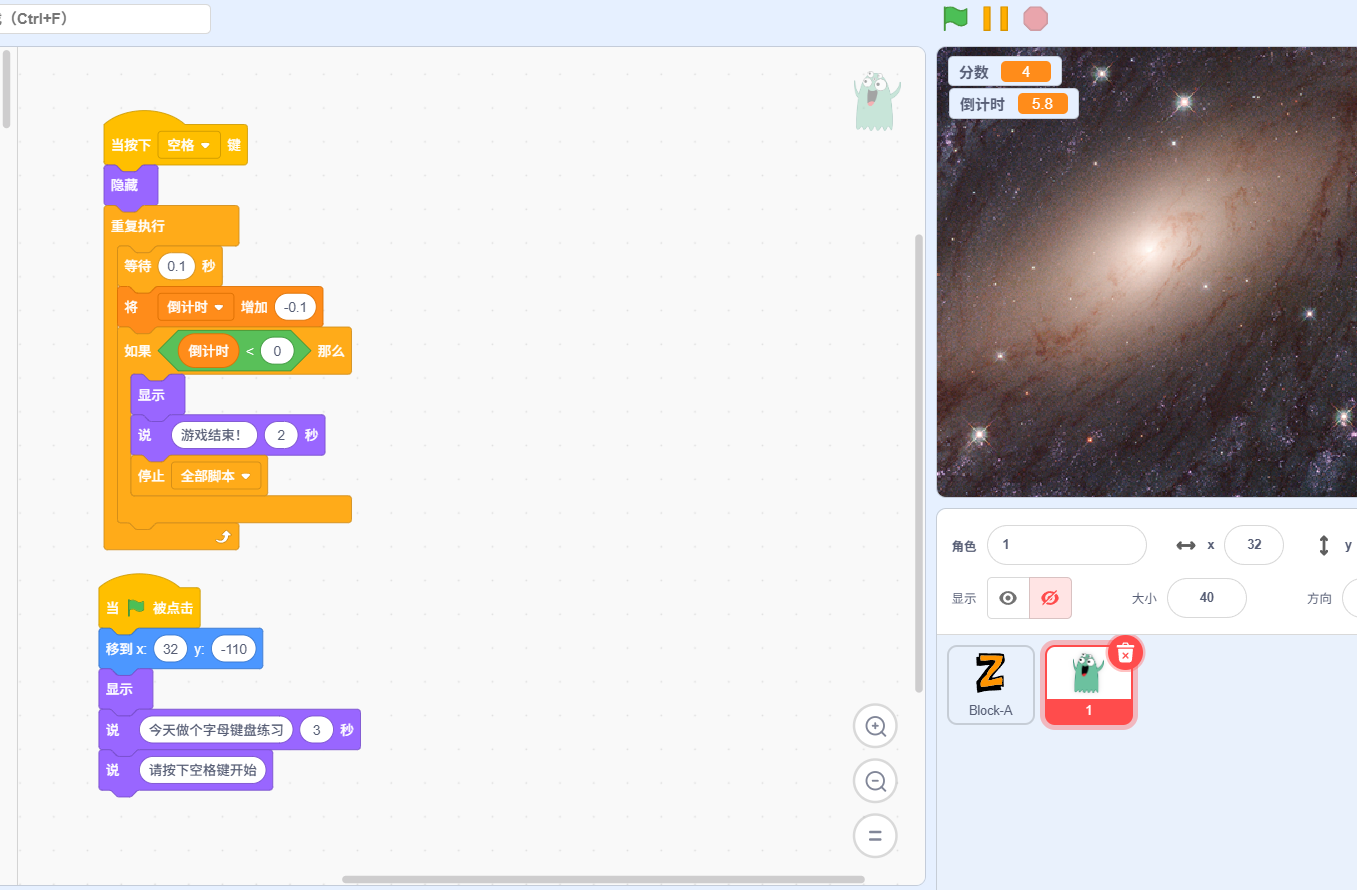 （Ctrl+F）
当按下 空格 键
隐藏
重复执行
等待 0.1 秒
将 倒计时 增加 -0.1
如果 倒计时 < 0 那么
显示
说 游戏结束！ 2 秒
停止 全部脚本
当 被点击
移到 x: 32 y: -110
显示
说 今天做个字母键盘练习 3 秒
说 请按下空格键开始
分数 4
倒计时 5.8
角色 1 x 32 y
显示 大小 40 方向
Block-A
1